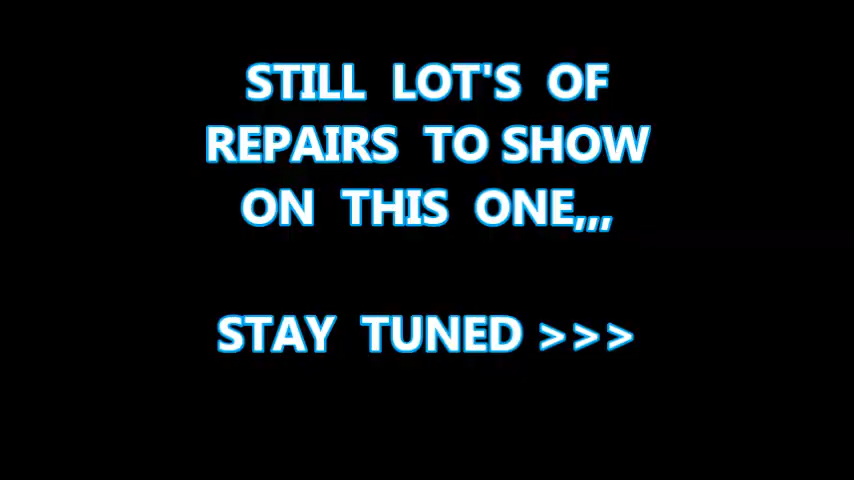 STILL LOT'S OF
REPAIRS TO SHOW
ON THIS ONE,,,
STAY TUNED >>>